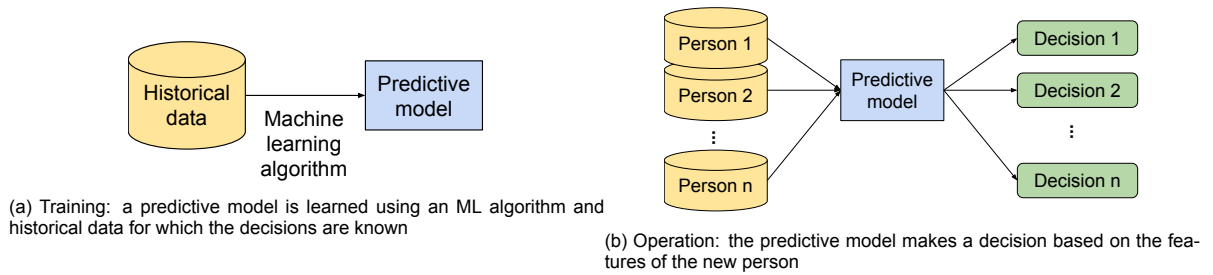 Historical
data
Machine
learning
algorithm
Predictive
model
(a) Training: a predictive model is learned using an ML algorithm and
historical data for which the decisions are known
Person 1
Person 2
⋮
Person n
Predictive
model
Decision 1
Decision 2
⋮
Decision n
(b) Operation: the predictive model makes a decision based on the fea-
tures of the new person